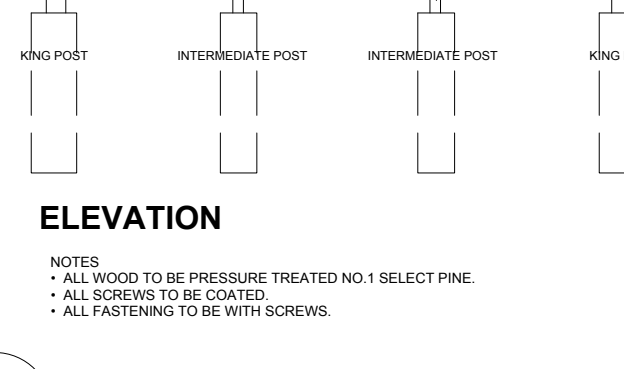 KING POST
INTERMEDIATE POST
INTERMEDIATE POST
KING
ELEVATION
NOTES
• ALL WOOD TO BE PRESSURE TREATED NO.1 SELECT PINE.
• ALL SCREWS TO BE COATED.
• ALL FASTENING TO BE WITH SCREWS.